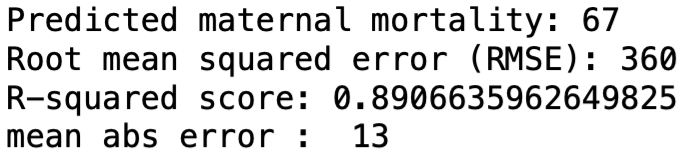 Predicted maternal mortality: 67
Root mean squared error (RMSE): 360
R-squared score: 0.8906635962649825
mean abs error :  13